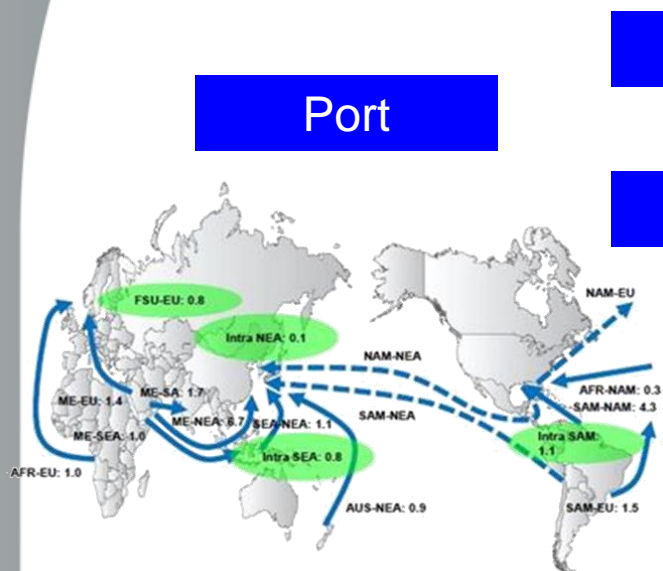 Port
NAM-EU
FSU-EU: 0.8
Intra NEA: 0.1
NAM-NEA
AFR-NAM: 0.3
ME-SA: 1.7
ME-EU: 1.4
SAM-NAM: 4.3
SAM-NEA
ME-NEA: 6.7
SEA-NEA: 1.1
ME-SEA: 1.0
Intra SAM:
1.1
Intra SEA: 0.8
AFR-EU: 1.0
AUS-NEA: 0.9
SAM-EU: 1.5